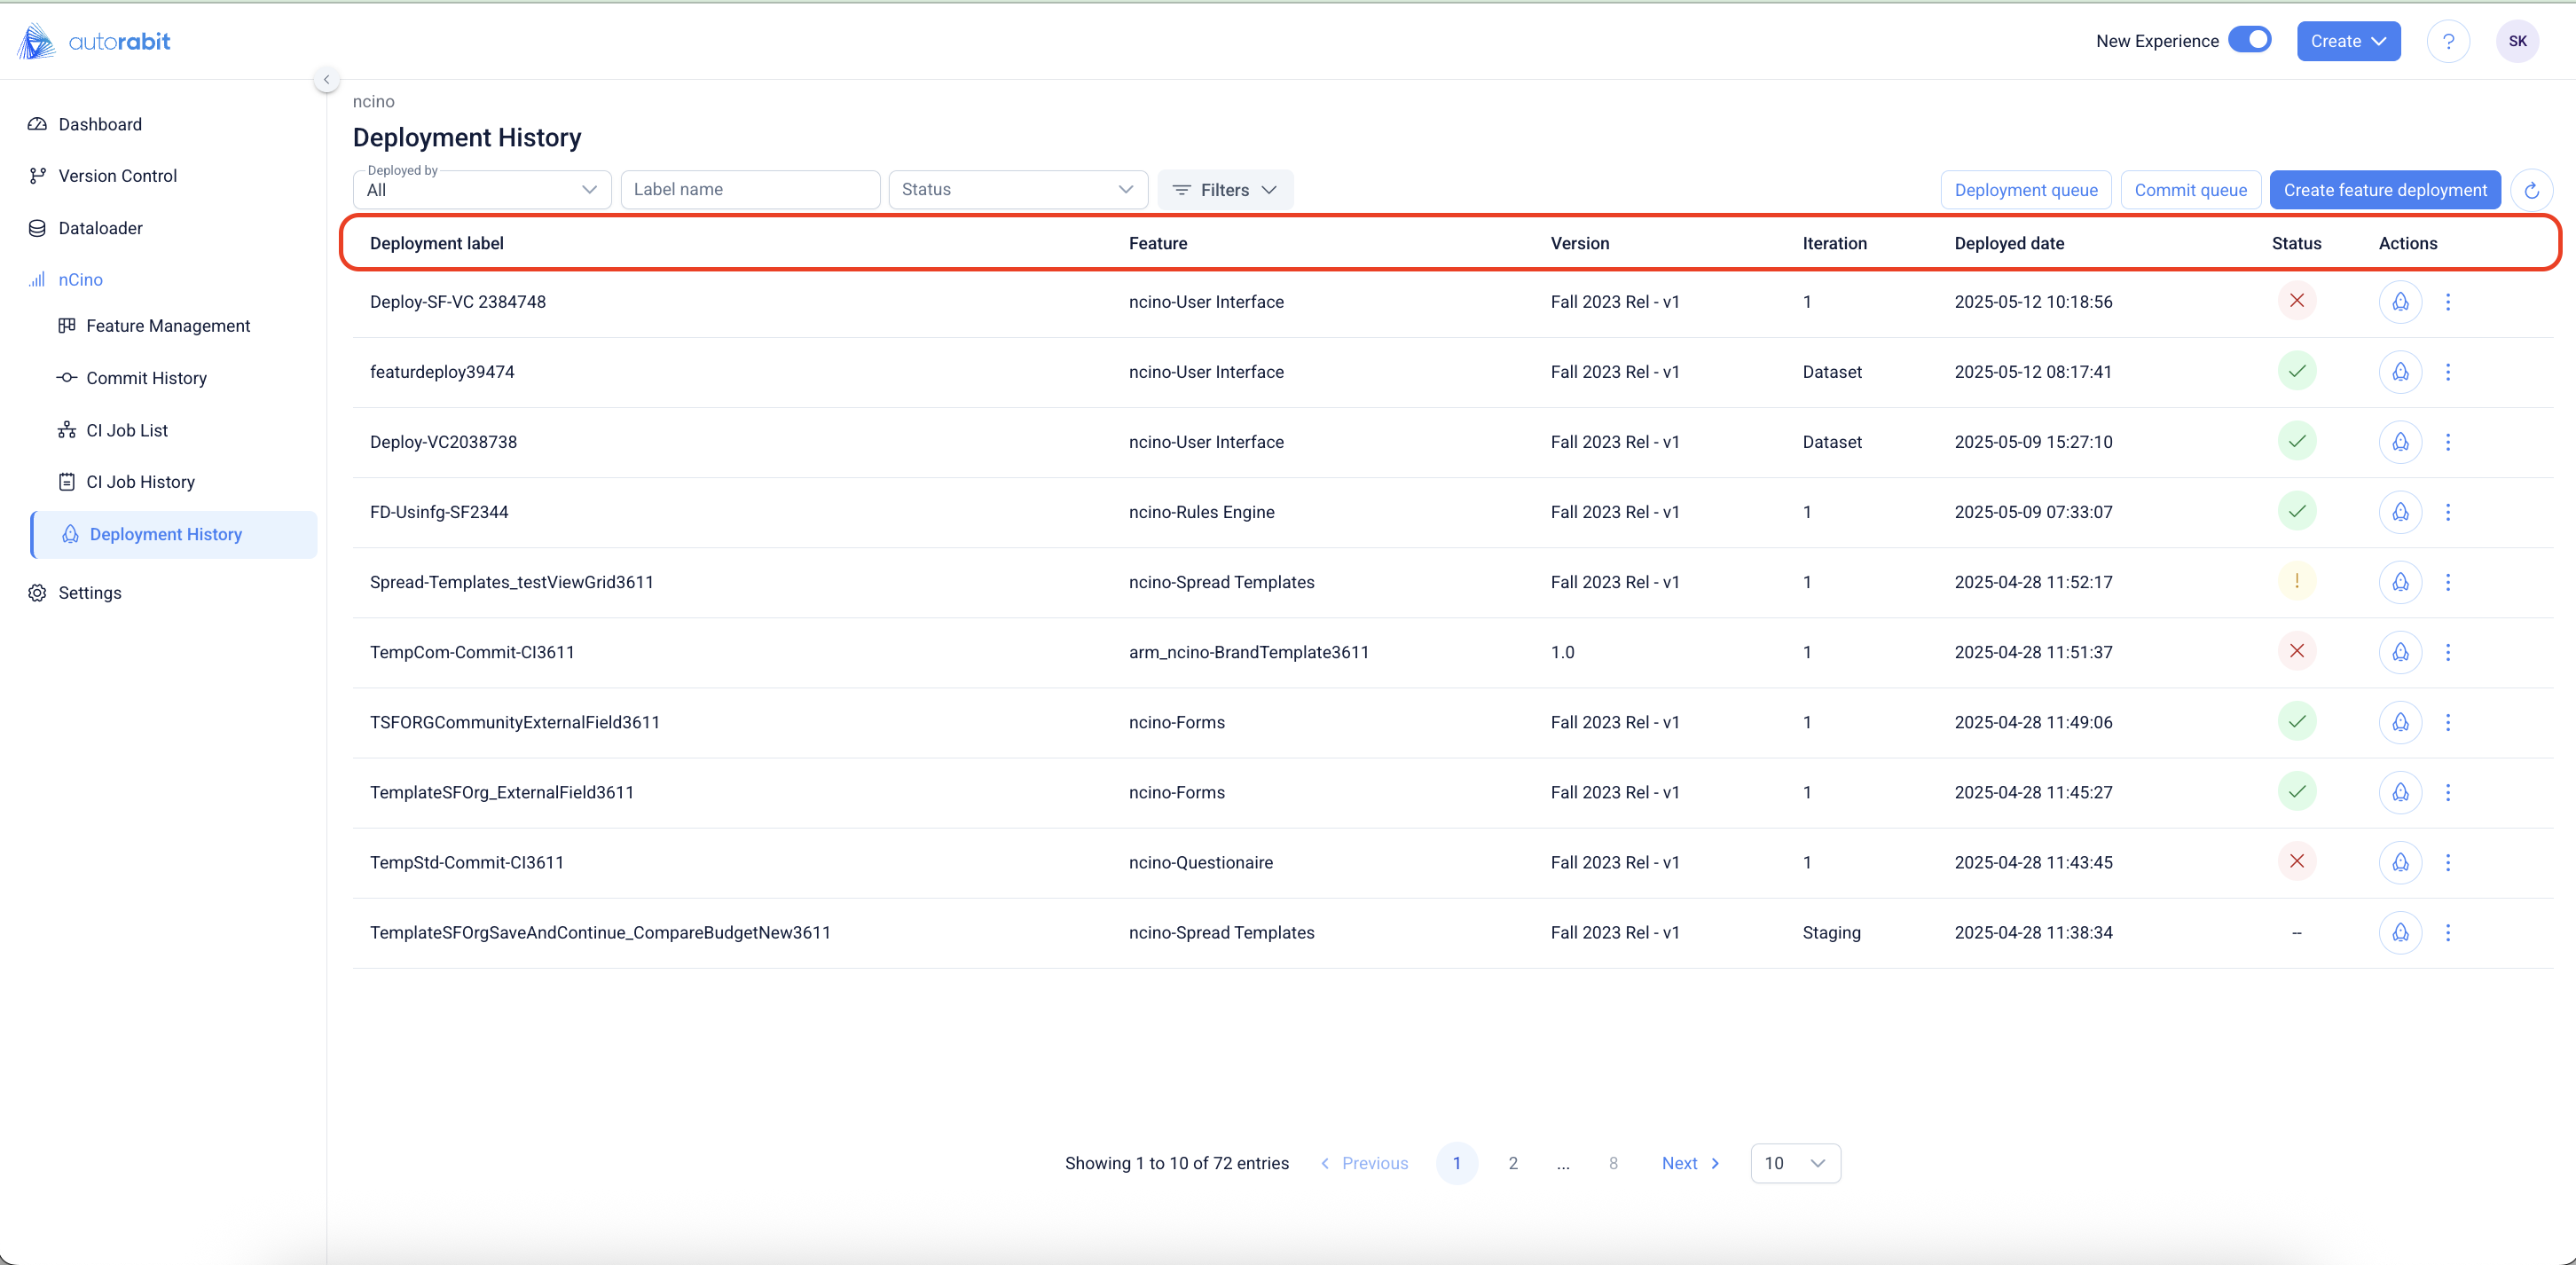 autorabit
New Experience Create ? SK
Dashboard
Version Control
Dataloader
nCino
Feature Management
Commit History
CI Job List
CI Job History
Deployment History
Settings
ncino
Deployment History
Deployed by
All Label name Status Filters Deployment queue Commit queue Create feature deployment
Deployment label Feature Version Iteration Deployed date Status Actions
Deploy-SF-VC 2384748 ncino-User Interface Fall 2023 Rel - v1 1 2025-05-12 10:18:56
featurdeploy39474 ncino-User Interface Fall 2023 Rel - v1 Dataset 2025-05-12 08:17:41
Deploy-VC2038738 ncino-User Interface Fall 2023 Rel - v1 Dataset 2025-05-09 15:27:10
FD-Usinfg-SF2344 ncino-Rules Engine Fall 2023 Rel - v1 1 2025-05-09 07:33:07
Spread-Templates_testViewGrid3611 ncino-Spread Templates Fall 2023 Rel - v1 1 2025-04-28 11:52:17 !
TempCom-Commit-CI3611 arm_ncino-BrandTemplate3611 1.0 1 2025-04-28 11:51:37
TSFORGCommunityExternalField3611 ncino-Forms Fall 2023 Rel - v1 1 2025-04-28 11:49:06
TemplateSFOrg_ExternalField3611 ncino-Forms Fall 2023 Rel - v1 1 2025-04-28 11:45:27
TempStd-Commit-CI3611 ncino-Questionaire Fall 2023 Rel - v1 1 2025-04-28 11:43:45
TemplateSFOrgSaveAndContinue_CompareBudgetNew3611 ncino-Spread Templates Fall 2023 Rel - v1 Staging 2025-04-28 11:38:34 --
Showing 1 to 10 of 72 entries Previous 1 2 ... 8 Next 10